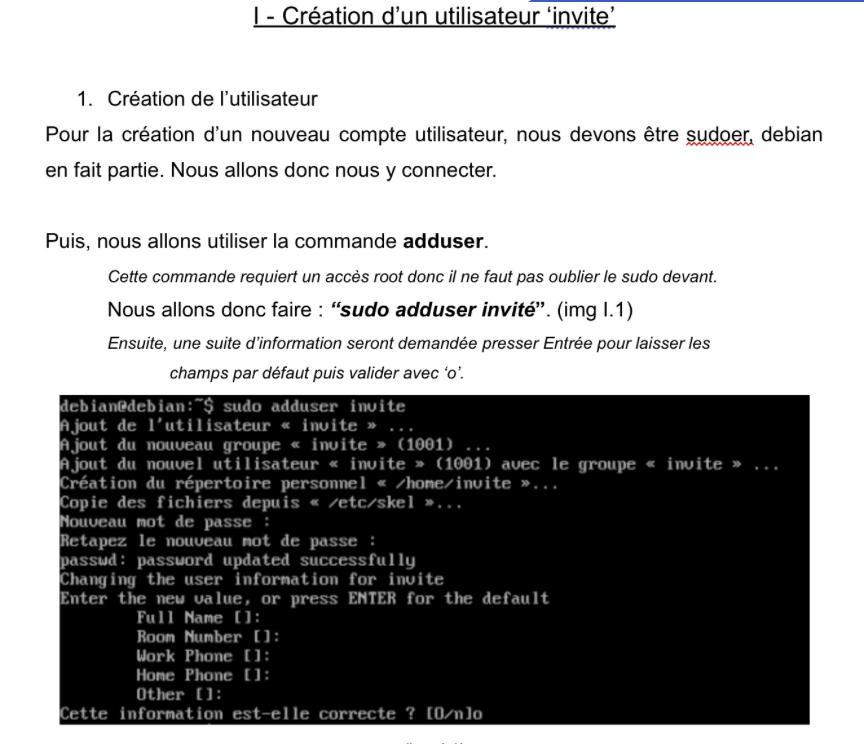 I - Création d’un utilisateur ‘invite’
1. Création de l’utilisateur
Pour la création d’un nouveau compte utilisateur, nous devons être sudoer, debian
en fait partie. Nous allons donc nous y connecter.
Puis, nous allons utiliser la commande adduser.
Cette commande requiert un accès root donc il ne faut pas oublier le sudo devant.
Nous allons donc faire : “sudo adduser invité”. (img I.1)
Ensuite, une suite d’information seront demandée presser Entrée pour laisser les
champs par défaut puis valider avec ‘o’.
debian@debian:~$ sudo adduser invite
Ajout de l'utilisateur « invite » ...
Ajout du nouveau groupe « invite » (1001) ...
Ajout du nouvel utilisateur « invite » (1001) avec le groupe « invite » ...
Création du répertoire personnel « /home/invite »...
Copie des fichiers depuis « /etc/skel »...
Nouveau mot de passe :
Retapez le nouveau mot de passe :
passwd: password updated successfully
Changing the user information for invite
Enter the new value, or press ENTER for the default
Full Name []:
Room Number []:
Work Phone []:
Home Phone []:
Other []:
Cette information est-elle correcte ? [O/n]o